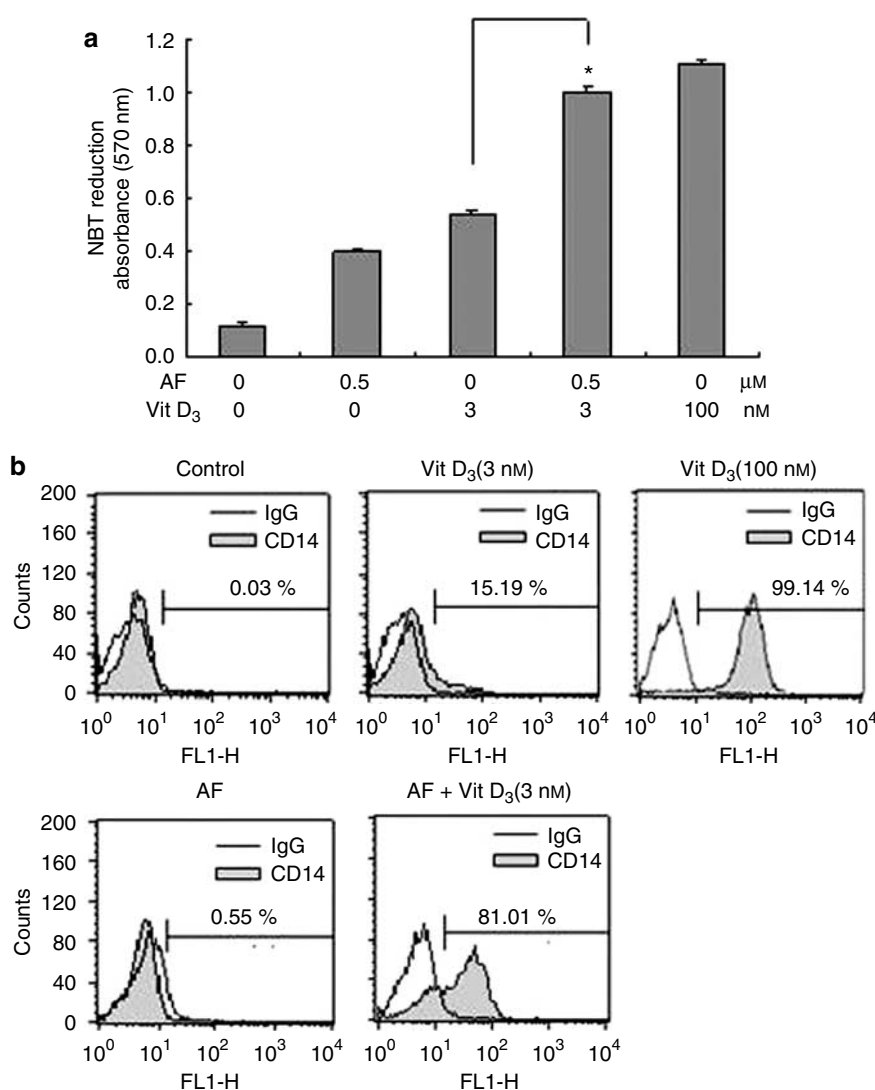 a
NBT reduction
absorbance (570 nm)
1.2
1.0
0.8
0.6
0.4
0.2
0.0
*
AF 0 0.5 0 0.5 0 μM
Vit D3 0 0 3 3 100 nM
b
Control
Counts
200
160
120
80
40
0
IgG
CD14
0.03 %
10^0 10^1 10^2 10^3 10^4
FL1-H
Vit D3(3 nM)
IgG
CD14
15.19 %
10^0 10^1 10^2 10^3 10^4
FL1-H
Vit D3(100 nM)
IgG
CD14
99.14 %
10^0 10^1 10^2 10^3 10^4
FL1-H
AF
Counts
200
160
120
80
40
0
IgG
CD14
0.55 %
10^0 10^1 10^2 10^3 10^4
FL1-H
AF + Vit D3(3 nM)
IgG
CD14
81.01 %
10^0 10^1 10^2 10^3 10^4
FL1-H